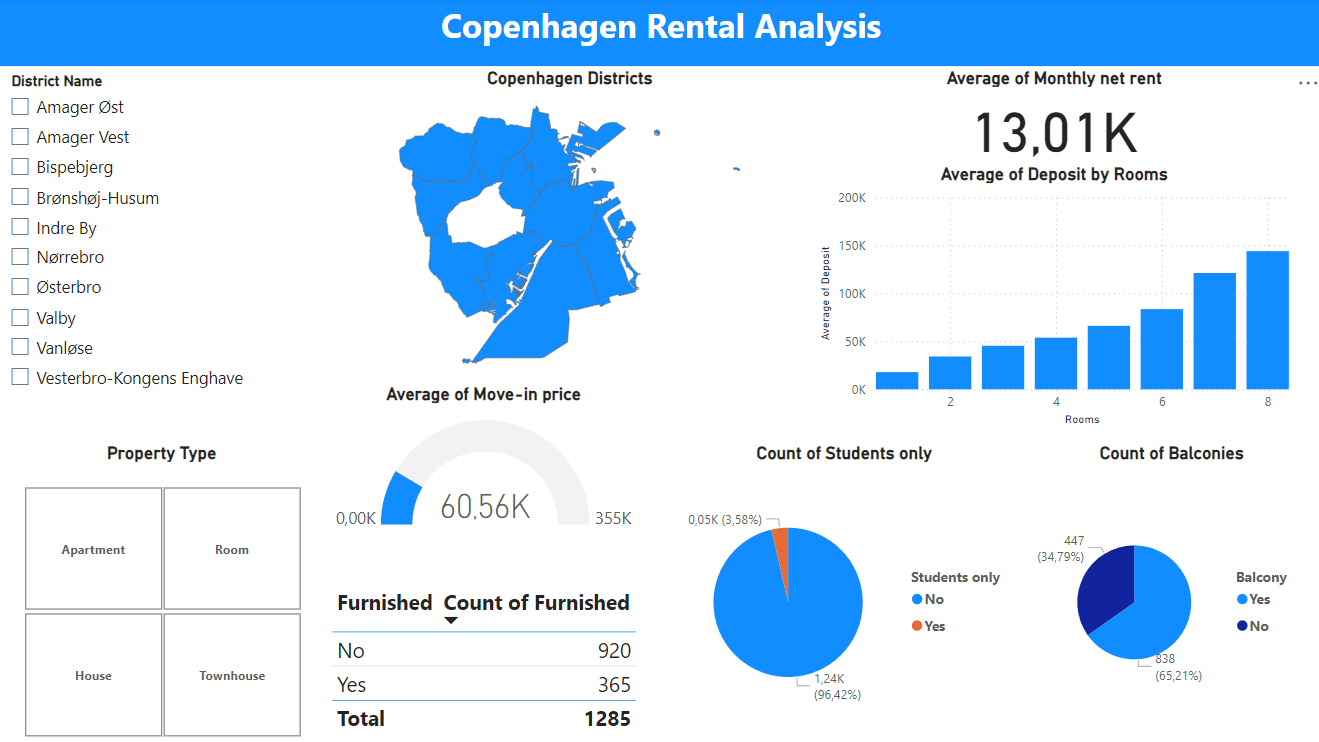 Copenhagen Rental Analysis
District Name
Amager Øst
Amager Vest
Bispebjerg
Brønshøj-Husum
Indre By
Nørrebro
Østerbro
Valby
Vanløse
Vesterbro-Kongens Enghave
Copenhagen Districts
Average of Monthly net rent
...
13,01K
Average of Deposit by Rooms
200K
150K
100K
50K
0K
Average of Deposit
2
4
6
8
Rooms
Average of Move-in price
0,00K
60,56K
355K
Property Type
Apartment
Room
House
Townhouse
Furnished Count of Furnished
No 920
Yes 365
Total 1285
Count of Students only
0,05K (3,58%)
1,24K
(96,42%)
Students only
No
Yes
Count of Balconies
447
(34,79%)
838
(65,21%)
Balcony
Yes
No